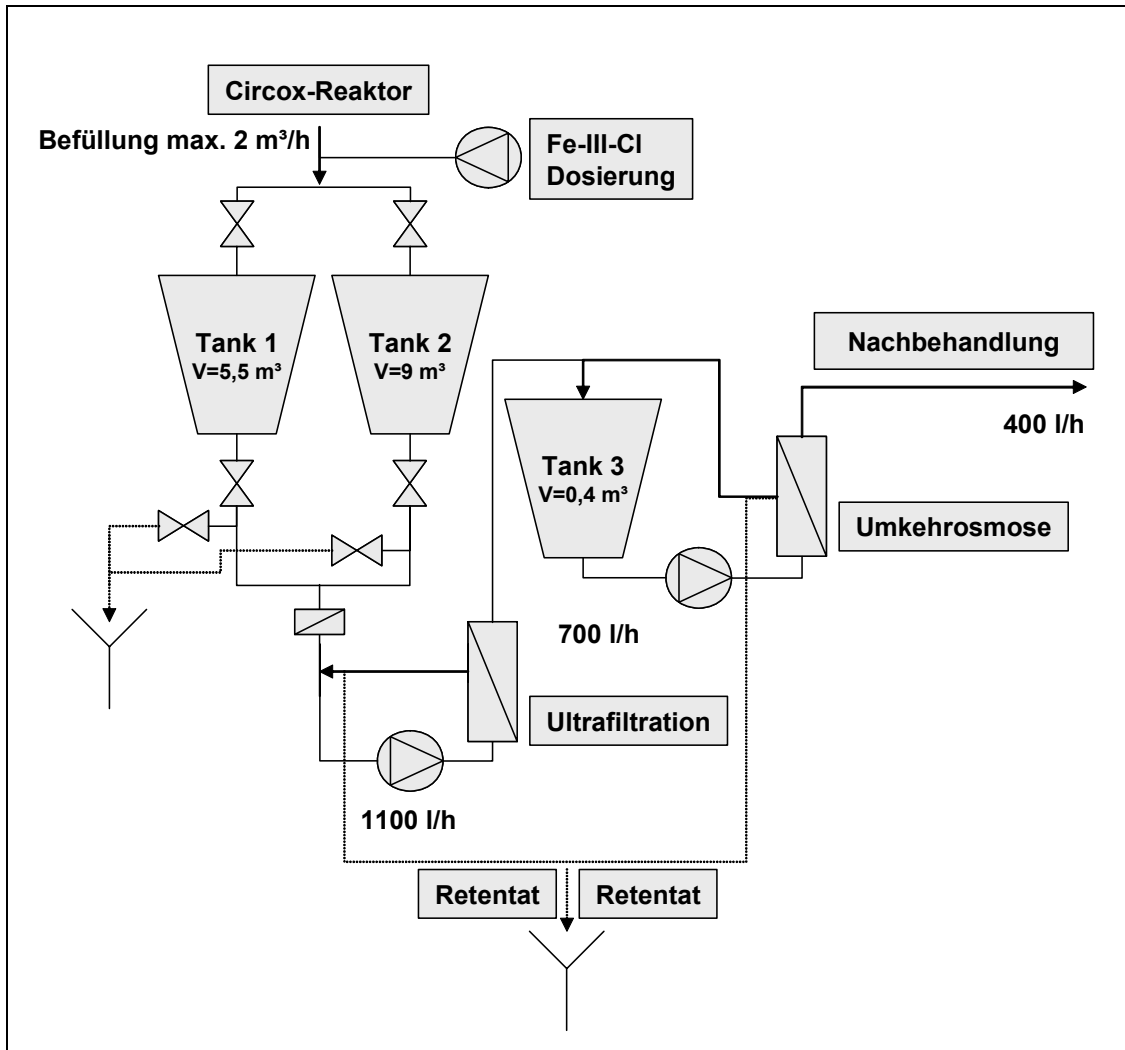 Circox-Reaktor
Befüllung max. 2 m³/h
Fe-III-Cl
Dosierung
Tank 1
V=5,5 m³
Tank 2
V=9 m³
Nachbehandlung
400 l/h
Tank 3
V=0,4 m³
Umkehrosmose
700 l/h
Ultrafiltration
1100 l/h
Retentat
Retentat